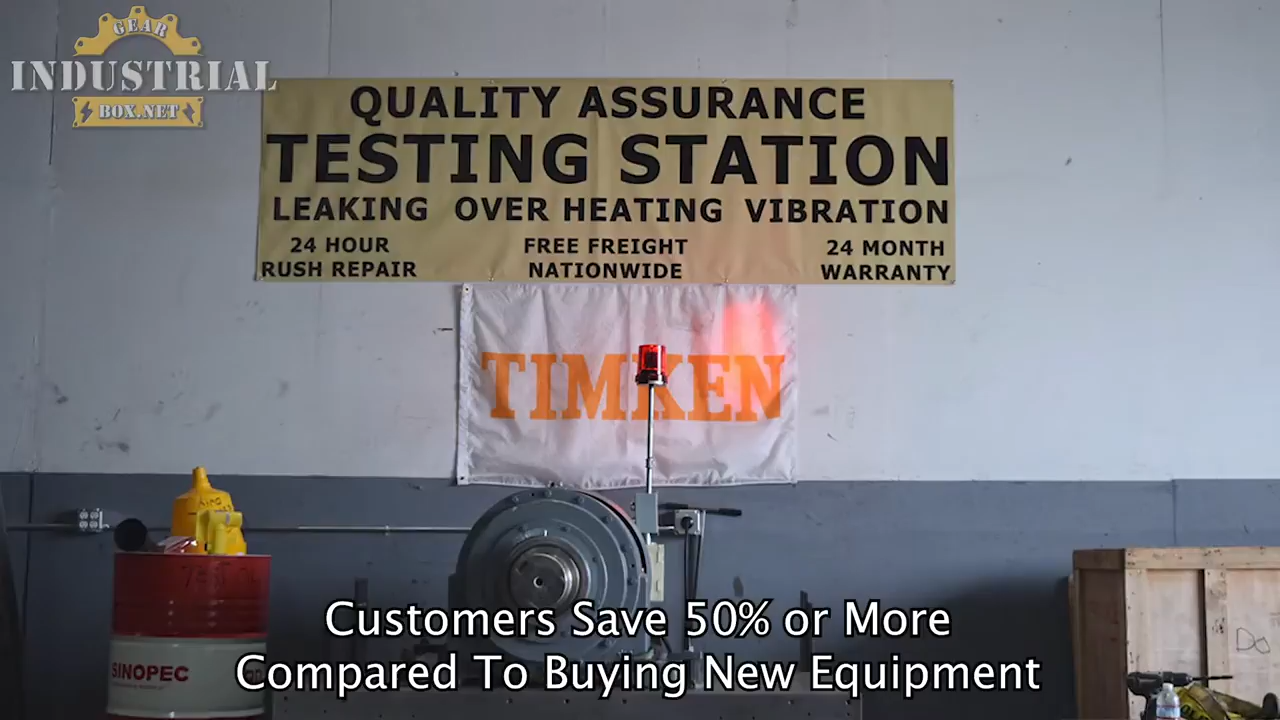 GEAR
INDUSTRIAL
BOX.NET
QUALITY ASSURANCE
TESTING STATION
LEAKING OVER HEATING VIBRATION
24 HOUR FREE FREIGHT 24 MONTH
RUSH REPAIR NATIONWIDE WARRANTY
TIMKEN
SINOPEC
Customers Save 50% or More
Compared To Buying New Equipment